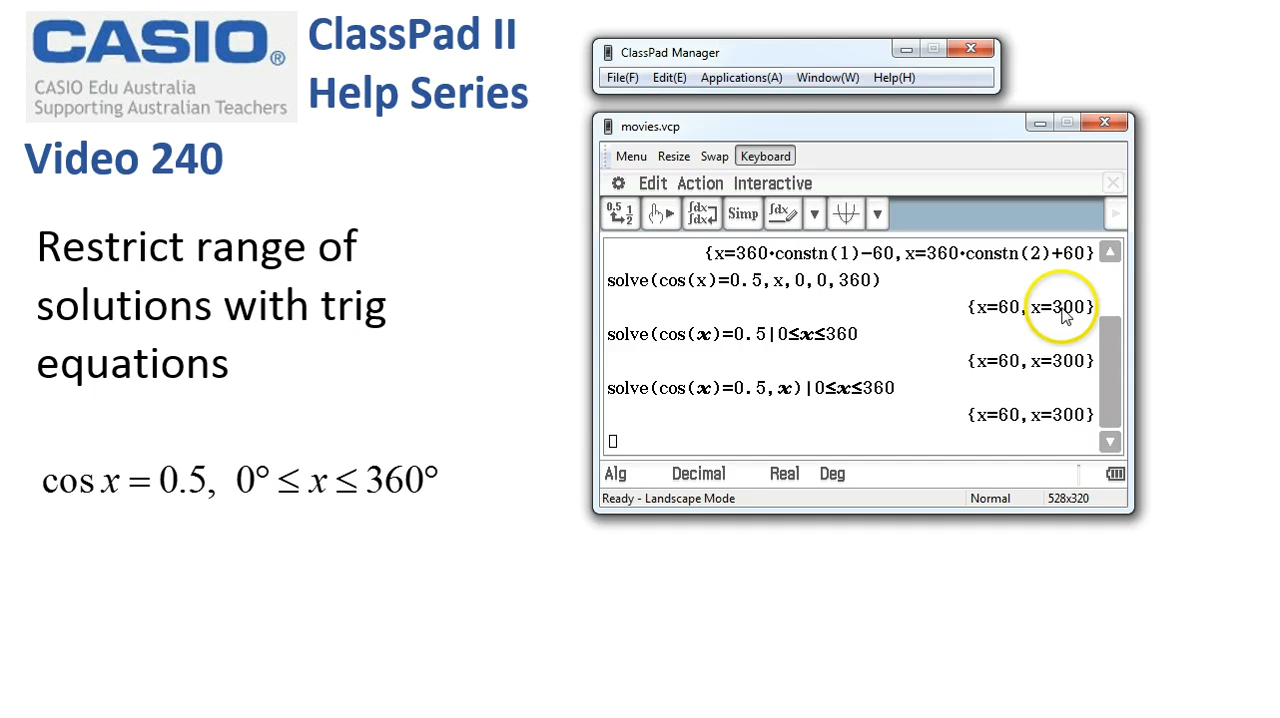 CASIO®
CASIO Edu Australia
Supporting Australian Teachers
ClassPad II
Help Series
Video 240
Restrict range of
solutions with trig
equations
cos x = 0.5, 0° ≤ x ≤ 360°
ClassPad Manager
File(F) Edit(E) Applications(A) Window(W) Help(H)
movies.vcp
Menu Resize Swap Keyboard
Edit Action Interactive
0.5 1/2 ∫dx ∫dx Simp ∫dx
{x=360·constn(1)−60,x=360·constn(2)+60}
solve(cos(x)=0.5,x,0,0,360)
{x=60,x=300}
solve(cos(x)=0.5|0≤x≤360
{x=60,x=300}
solve(cos(x)=0.5,x)|0≤x≤360
{x=60,x=300}
Alg Decimal Real Deg
Ready - Landscape Mode Normal 528x320